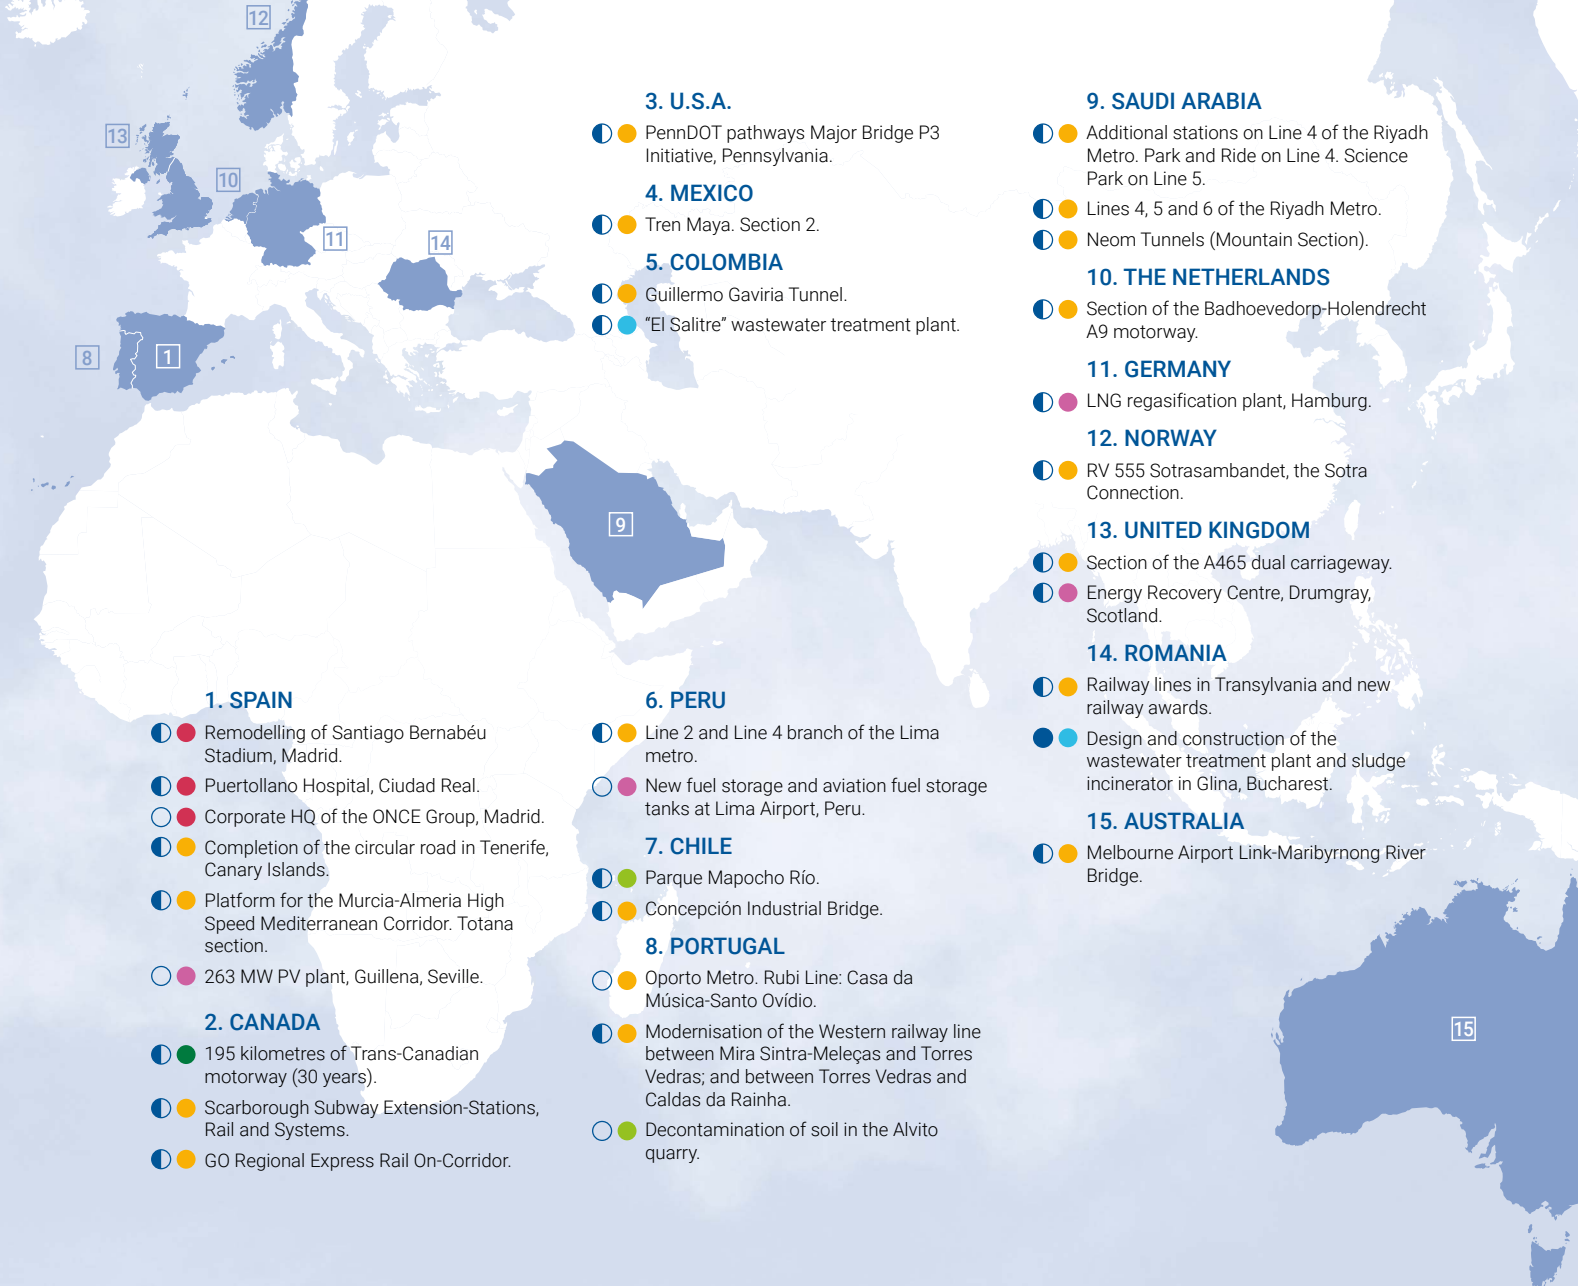 12
13
10
11
14
8
1
9
15
1. SPAIN
Remodelling of Santiago Bernabéu
Stadium, Madrid.
Puertollano Hospital, Ciudad Real.
Corporate HQ of the ONCE Group, Madrid.
Completion of the circular road in Tenerife,
Canary Islands.
Platform for the Murcia-Almeria High
Speed Mediterranean Corridor. Totana
section.
263 MW PV plant, Guillena, Seville.
2. CANADA
195 kilometres of Trans-Canadian
motorway (30 years).
Scarborough Subway Extension-Stations,
Rail and Systems.
GO Regional Express Rail On-Corridor.
3. U.S.A.
PennDOT pathways Major Bridge P3
Initiative, Pennsylvania.
4. MEXICO
Tren Maya. Section 2.
5. COLOMBIA
Guillermo Gaviria Tunnel.
“El Salitre” wastewater treatment plant.
6. PERU
Line 2 and Line 4 branch of the Lima
metro.
New fuel storage and aviation fuel storage
tanks at Lima Airport, Peru.
7. CHILE
Parque Mapocho Río.
Concepción Industrial Bridge.
8. PORTUGAL
Oporto Metro. Rubi Line: Casa da
Música-Santo Ovídio.
Modernisation of the Western railway line
between Mira Sintra-Meleças and Torres
Vedras; and between Torres Vedras and
Caldas da Rainha.
Decontamination of soil in the Alvito
quarry.
9. SAUDI ARABIA
Additional stations on Line 4 of the Riyadh
Metro. Park and Ride on Line 4. Science
Park on Line 5.
Lines 4, 5 and 6 of the Riyadh Metro.
Neom Tunnels (Mountain Section).
10. THE NETHERLANDS
Section of the Badhoevedorp-Holendrecht
A9 motorway.
11. GERMANY
LNG regasification plant, Hamburg.
12. NORWAY
RV 555 Sotrasambandet, the Sotra
Connection.
13. UNITED KINGDOM
Section of the A465 dual carriageway.
Energy Recovery Centre, Drumgray,
Scotland.
14. ROMANIA
Railway lines in Transylvania and new
railway awards.
Design and construction of the
wastewater treatment plant and sludge
incinerator in Glina, Bucharest.
15. AUSTRALIA
Melbourne Airport Link-Maribyrnong River
Bridge.